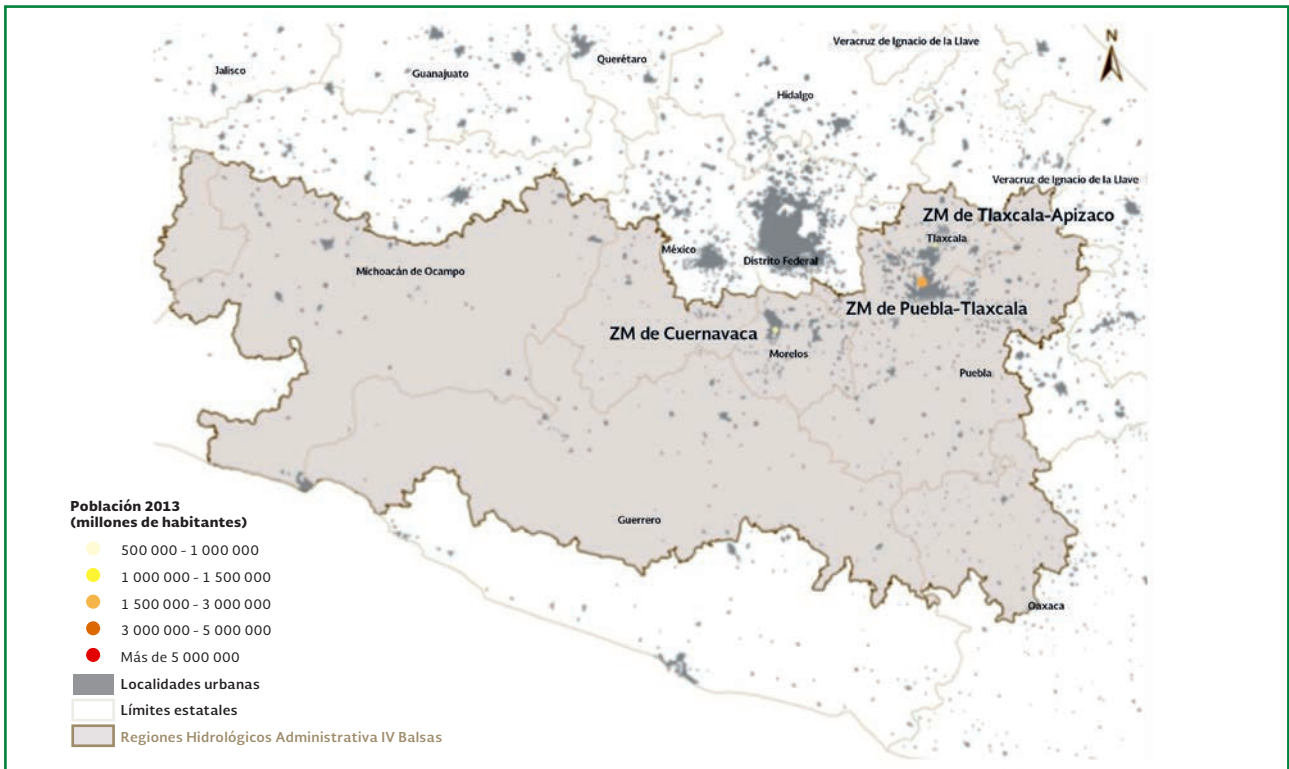 Veracruz de Ignacio de la Llave
N
Querétaro
Jalisco
Guanajuato
Hidalgo
Veracruz de Ignacio de la Llave
ZM de Tlaxcala-Apizaco
Tlaxcala
México
Distrito Federal
Michoacán de Ocampo
ZM de Puebla-Tlaxcala
ZM de Cuernavaca
Morelos
Puebla
Guerrero
Oaxaca
Población 2013
(millones de habitantes)
500 000 - 1 000 000
1 000 000 - 1 500 000
1 500 000 - 3 000 000
3 000 000 - 5 000 000
Más de 5 000 000
Localidades urbanas
Límites estatales
Regiones Hidrológicos Administrativa IV Balsas